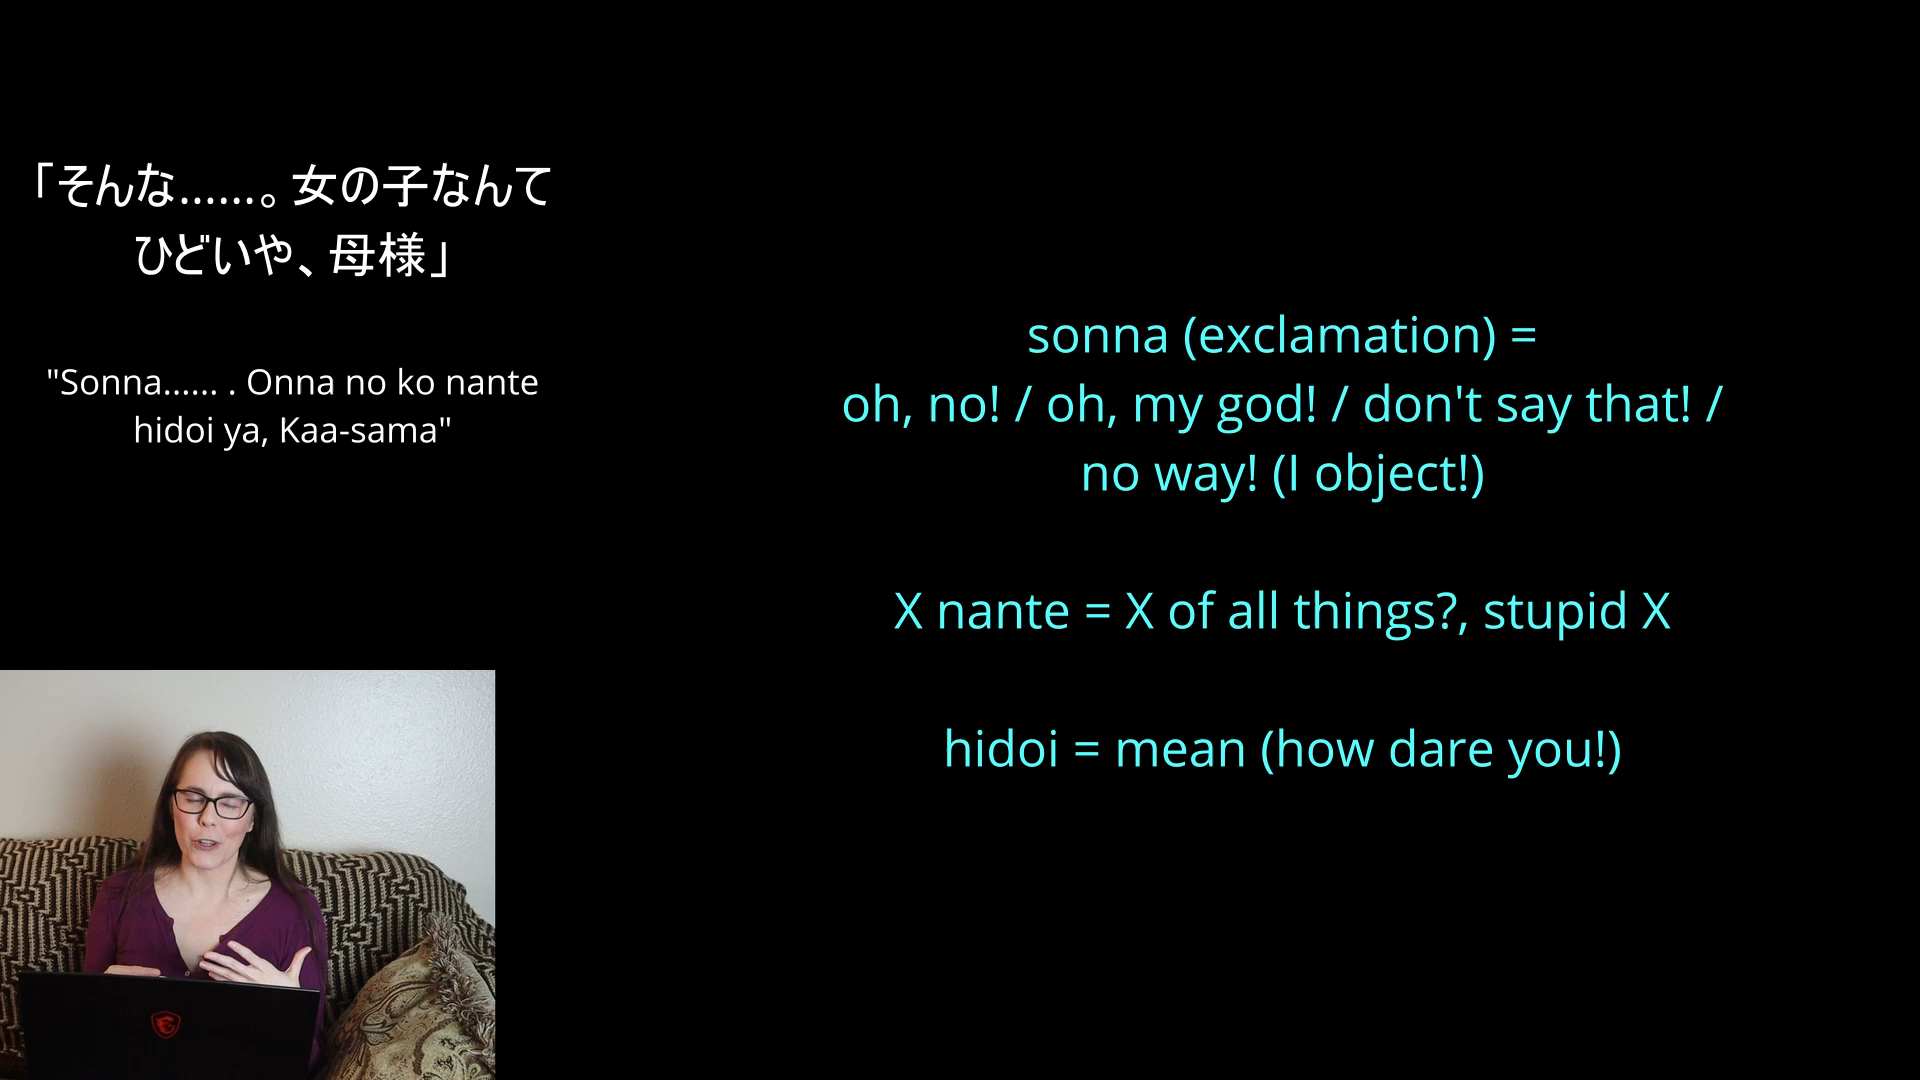 「そんな......。女の子なんて
ひどいや、母様」
"Sonna...... . Onna no ko nante
hidoi ya, Kaa-sama"
sonna (exclamation) =
oh, no! / oh, my god! / don't say that! /
no way! (I object!)
X nante = X of all things?, stupid X
hidoi = mean (how dare you!)